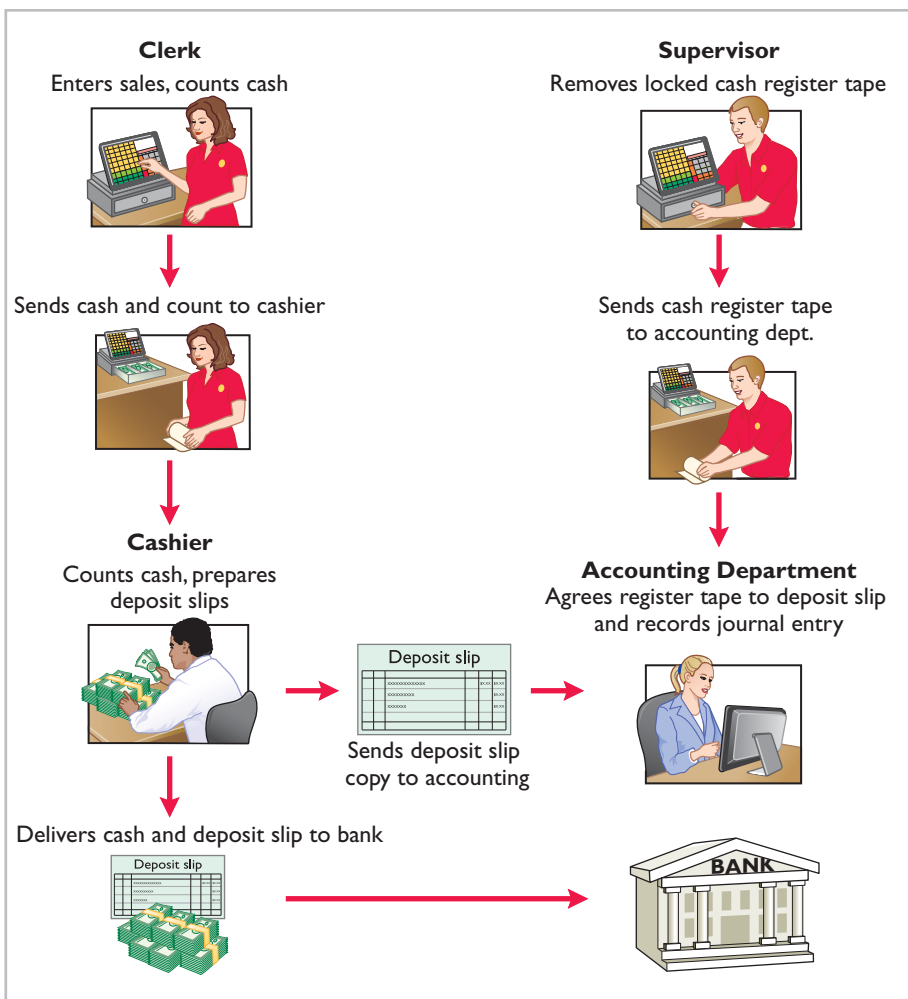 Clerk
Enters sales, counts cash
Supervisor
Removes locked cash register tape
Sends cash and count to cashier
Sends cash register tape
to accounting dept.
Cashier
Counts cash, prepares
deposit slips
Accounting Department
Agrees register tape to deposit slip
and records journal entry
Deposit slip
Sends deposit slip
copy to accounting
Delivers cash and deposit slip to bank
Deposit slip
BANK